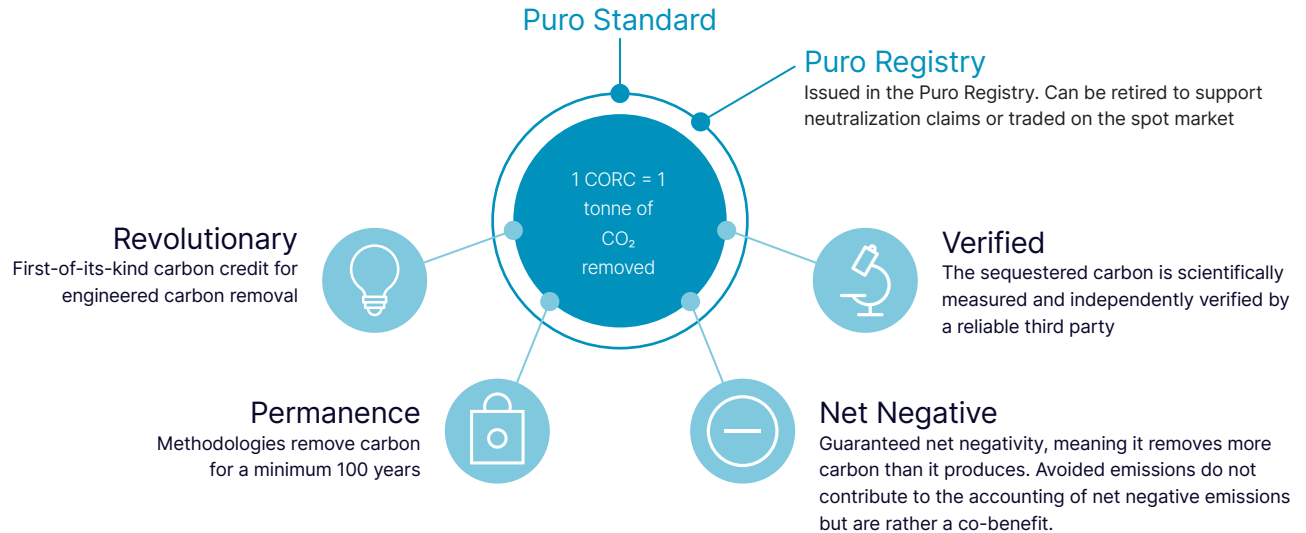 Puro Standard
Puro Registry
Issued in the Puro Registry. Can be retired to support
neutralization claims or traded on the spot market
1 CORC = 1
tonne of
CO₂
removed
Revolutionary
First-of-its-kind carbon credit for
engineered carbon removal
Verified
The sequestered carbon is scientifically
measured and independently verified by
a reliable third party
Permanence
Methodologies remove carbon
for a minimum 100 years
Net Negative
Guaranteed net negativity, meaning it removes more
carbon than it produces. Avoided emissions do not
contribute to the accounting of net negative emissions
but are rather a co-benefit.